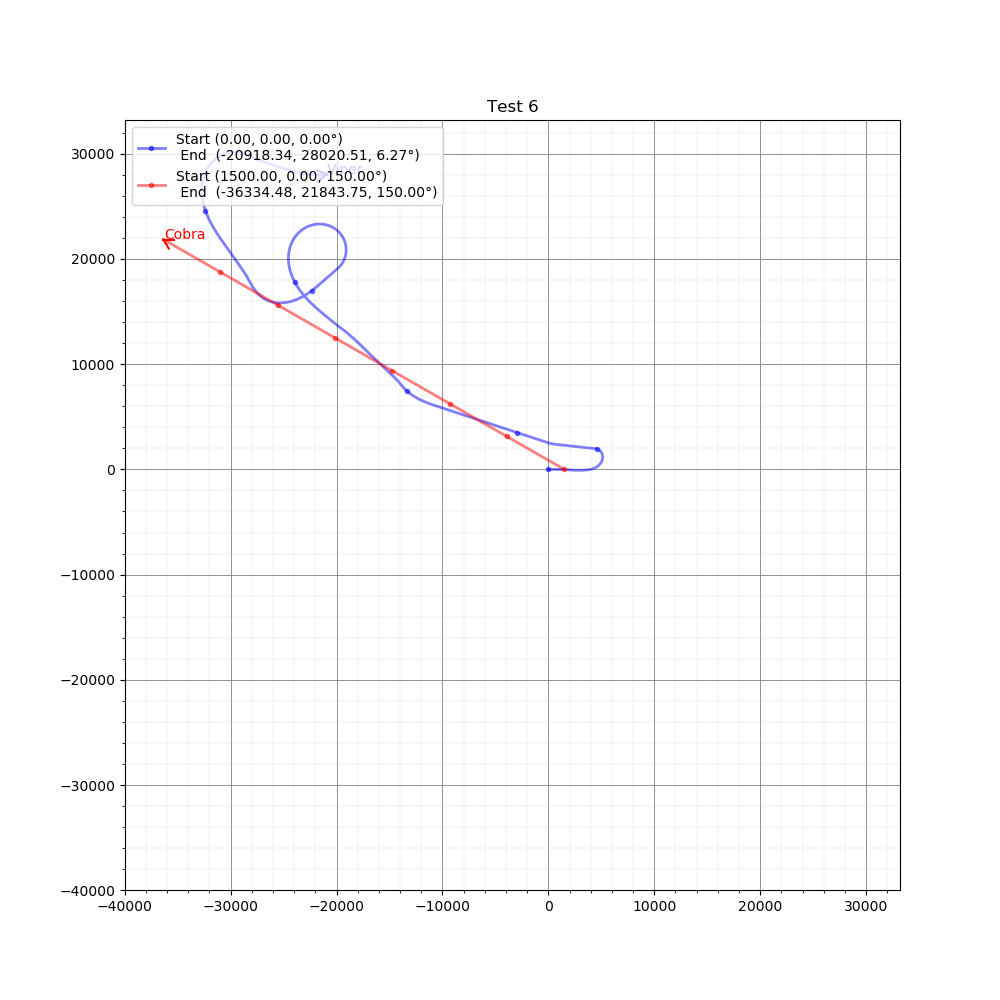 Test 6
Start (0.00, 0.00, 0.00°)
End (-20918.34, 28020.51, 6.27°)
Start (1500.00, 0.00, 150.00°)
End (-36334.48, 21843.75, 150.00°)
Viper
Cobra
30000
20000
10000
0
−10000
−20000
−30000
−40000
−40000 −30000 −20000 −10000 0 10000 20000 30000